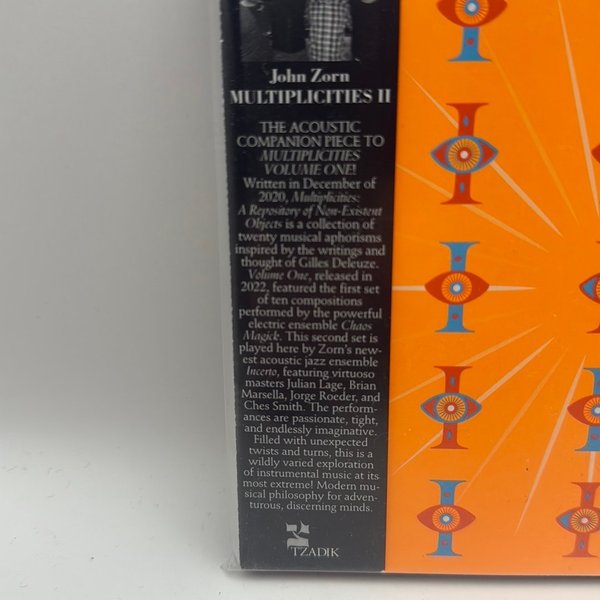 John Zorn
MULTIPLICITIES II
THE ACOUSTIC
COMPANION PIECE TO
MULTIPLICITIES
VOLUME ONE!
Written in December of
2020, Multiplicities:
A Repository of Non-Existent
Objects is a collection of
twenty musical aphorisms
inspired by the writings and
thought of Gilles Deleuze.
Volume One, released in
2022, featured the first set
of ten compositions
performed by the powerful
electric ensemble Chaos
Magick. This second set is
played here by Zorn's new-
est acoustic jazz ensemble
Incerto, featuring virtuoso
masters Julian Lage, Brian
Marsella, Jorge Roeder, and
Ches Smith. The perform-
ances are passionate, tight,
and endlessly imaginative.
Filled with unexpected
twists and turns, this is a
wildly varied exploration
of instrumental music at its
most extreme! Modern mu-
sical philosophy for adven-
turous, discerning minds.
TZADIK